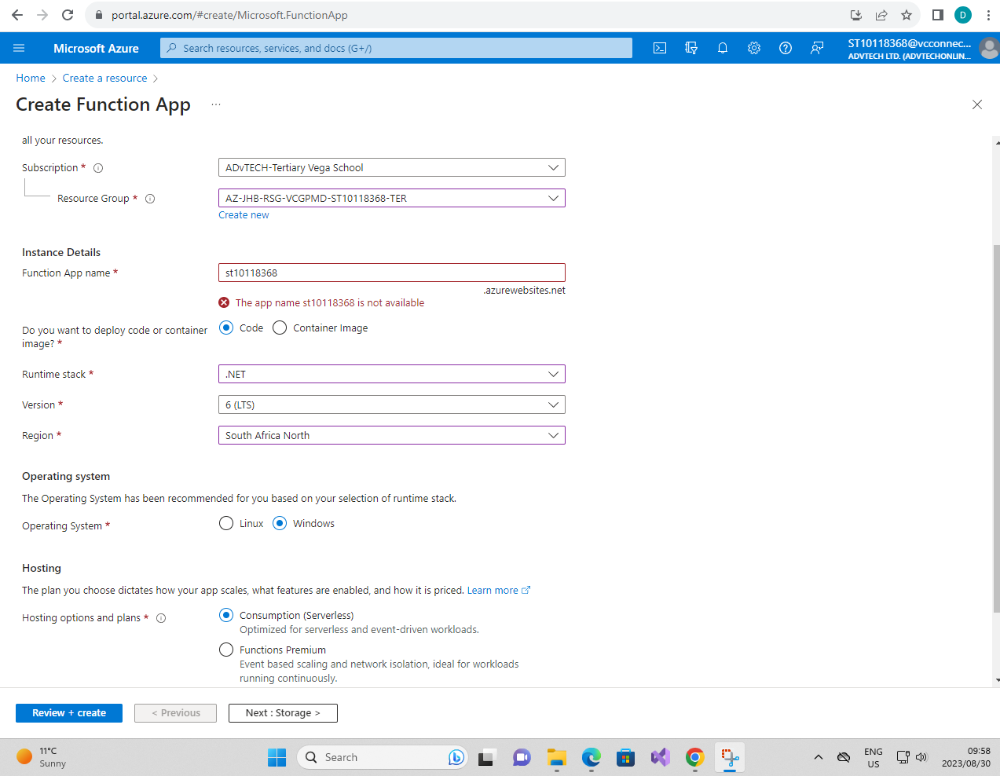 portal.azure.com/#create/Microsoft.FunctionApp
D
Microsoft Azure
Search resources, services, and docs (G+/)
ST10118368@vcconnec...
ADVTECH LTD. (ADVTECHONLIN...
Home > Create a resource >
Create Function App ...
all your resources.
Subscription *
ADvTECH-Tertiary Vega School
Resource Group *
AZ-JHB-RSG-VCGPMD-ST10118368-TER
Create new
Instance Details
Function App name *
st10118368
.azurewebsites.net
The app name st10118368 is not available
Do you want to deploy code or container
image? *
Code
Container Image
Runtime stack *
.NET
Version *
6 (LTS)
Region *
South Africa North
Operating system
The Operating System has been recommended for you based on your selection of runtime stack.
Operating System *
Linux
Windows
Hosting
The plan you choose dictates how your app scales, what features are enabled, and how it is priced. Learn more
Hosting options and plans *
Consumption (Serverless)
Optimized for serverless and event-driven workloads.
Functions Premium
Event based scaling and network isolation, ideal for workloads
running continuously.
Review + create
< Previous
Next : Storage >
11°C
Sunny
Search
ENG
US
09:58
2023/08/30